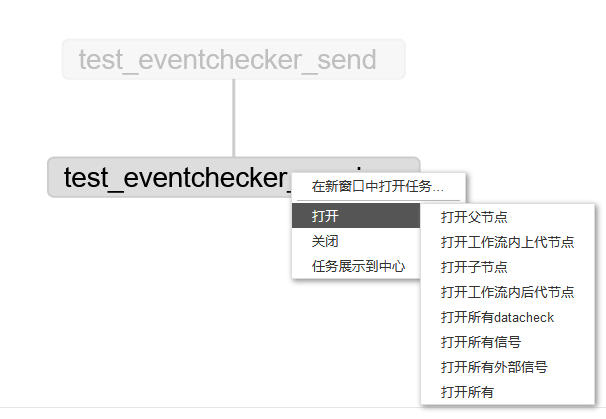 test_eventchecker_send
test_eventchecker_
在新窗口中打开任务...
打开
关闭
任务展示到中心
打开父节点
打开工作流内上代节点
打开子节点
打开工作流内后代节点
打开所有datacheck
打开所有信号
打开所有外部信号
打开所有